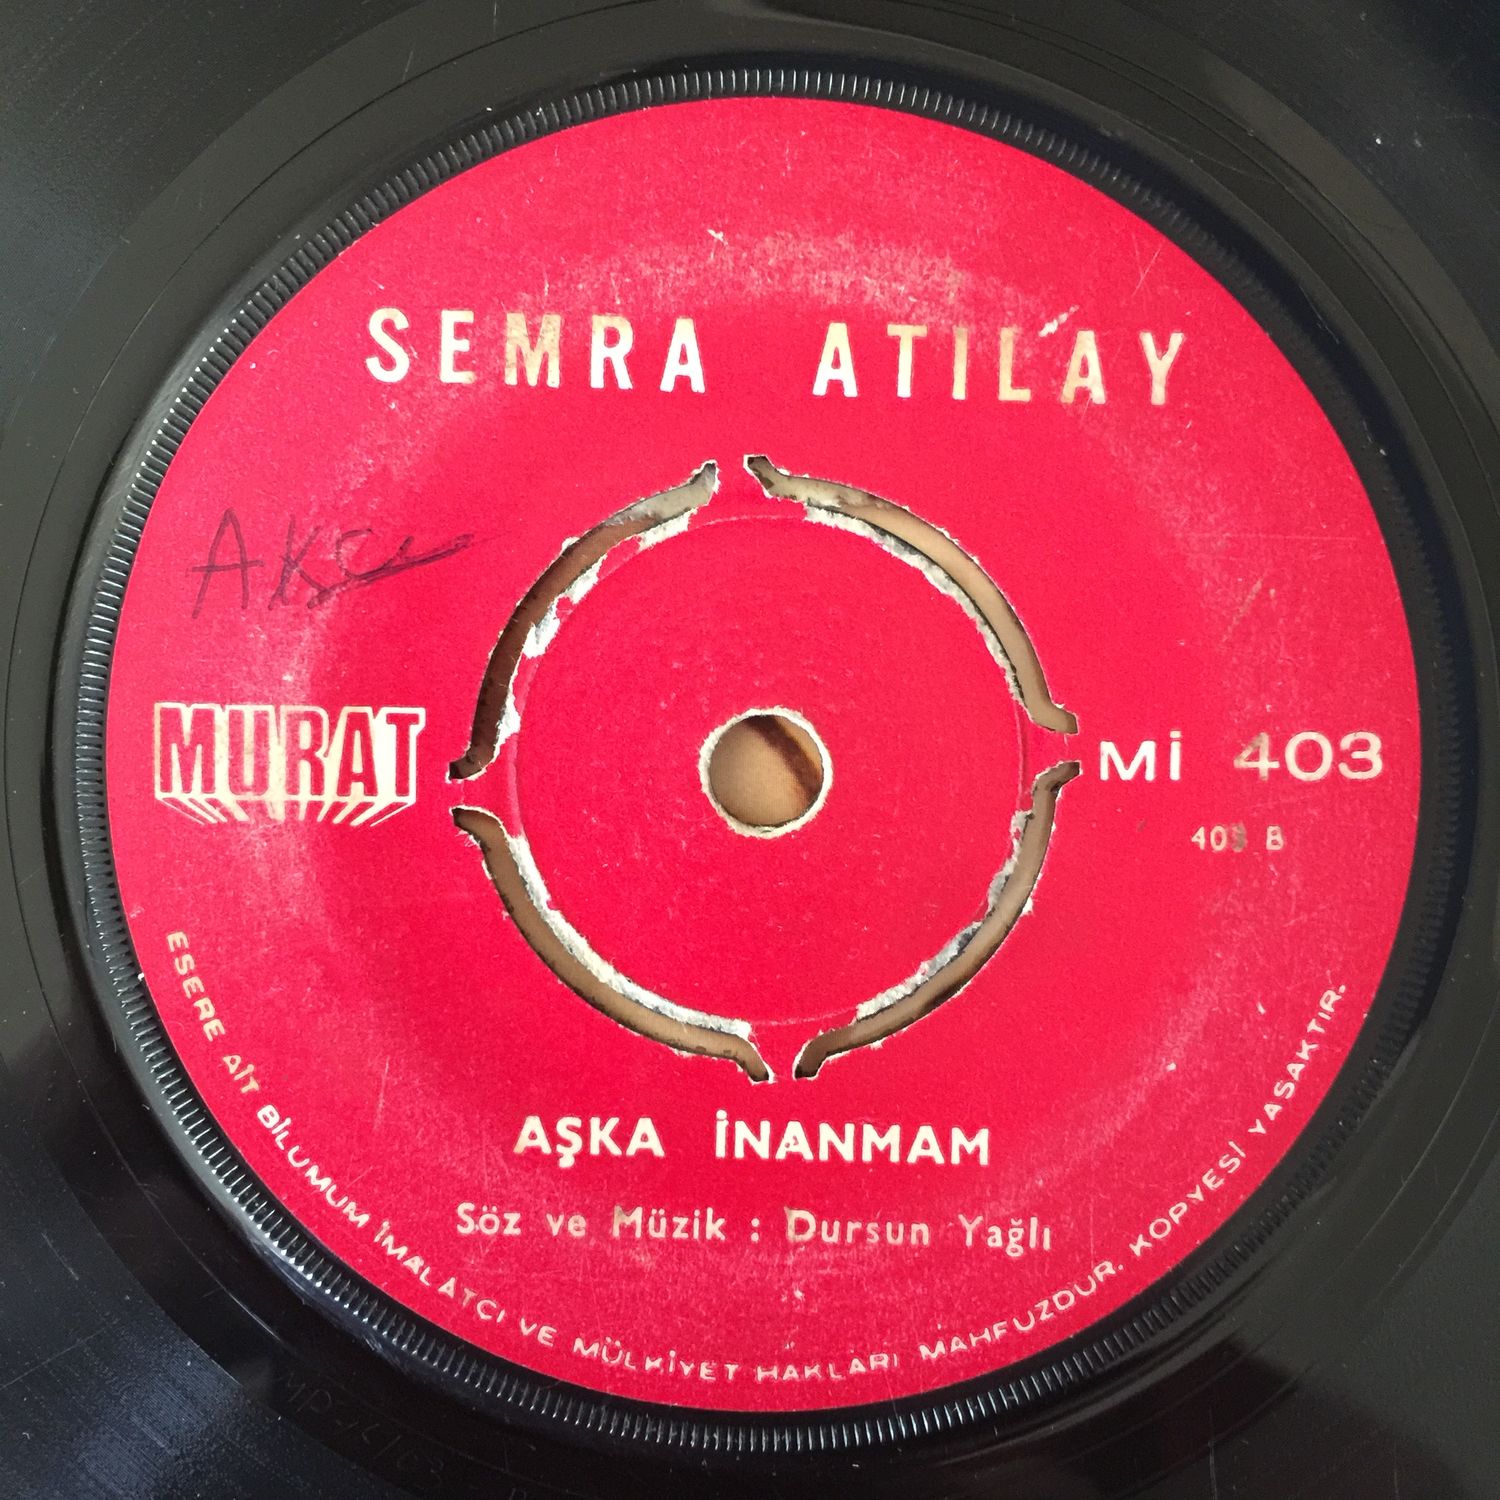 SEMRA ATILAY
MURAT
Mİ 403
403 B
AŞKA İNANMAM
Söz ve Müzik : Dursun Yağlı
ESERE AİT BİLUMUM İMALATÇI VE MÜLKİYET HAKLARI MAHFUZDUR. KOPYESİ YASAKTIR.